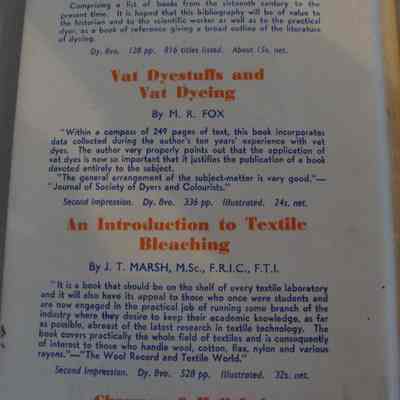 Comprising a list of books from the sixteenth century to the
present time. It is hoped that this bibliography will be of value to
the historian and to the scientific worker as well as to the practical
dyer, as a book of reference giving a broad outline of the literature
of dyeing.
Dy. 8vo. 128 pp. 816 titles listed. About 15s. net.
Vat Dyestuffs and
Vat Dyeing
By M. R. FOX
"Within a compass of 249 pages of text, this book incorporates
data collected during the author's ten years' experience with vat
dyes. The author very properly points out that the application of
vat dyes is now so important that it justifies the publication of a book
devoted entirely to the subject.
"The general arrangement of the subject-matter is very good."—
"Journal of Society of Dyers and Colourists."
Second Impression. Dy. 8vo. 336 pp. Illustrated. 24s. net.
An Introduction to Textile
Bleaching
By J. T. MARSH, M.Sc., F.R.I.C., F.T.I.
"It is a book that should be on the shelf of every textile laboratory
and it will also have its appeal to those who once were students and
are now engaged in the practical job of running some branch of the
industry where they desire to keep their academic knowledge, as far
as possible, abreast of the latest research in textile technology. The
book covers practically the whole field of textiles and is consequently
of interest to those who handle wool, cotton, flax, nylon and various
rayons."—"The Wool Record and Textile World."
Second Impression. Dy. 8vo. 528 pp. Illustrated. 32s. net.